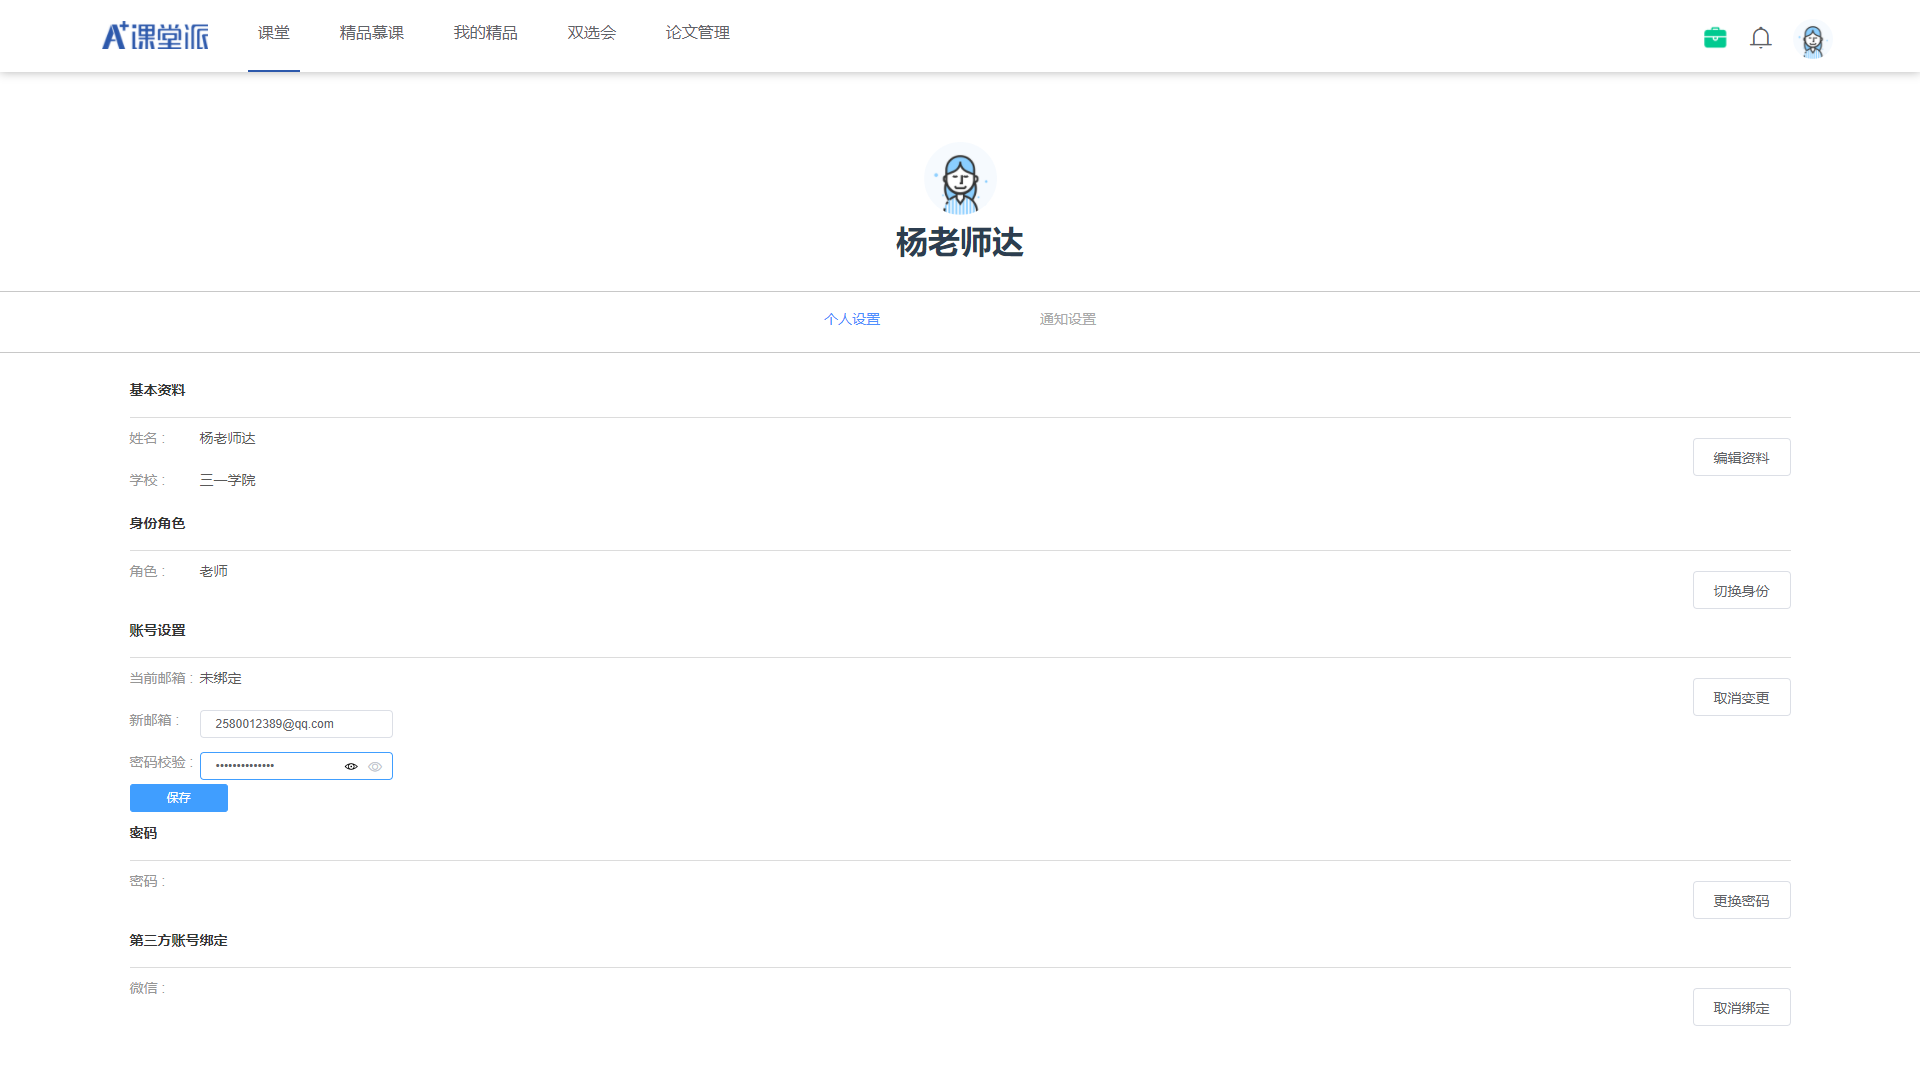 A+课堂派 课堂 精品慕课 我的精品 双选会 论文管理
杨老师达
个人设置 通知设置
基本资料
姓名 : 杨老师达
编辑资料
学校 : 三一学院
身份角色
角色 : 老师
切换身份
账号设置
当前邮箱 : 未绑定
取消变更
新邮箱 : 2580012389@qq.com
密码校验 : ••••••••••••••
保存
密码
密码 :
更换密码
第三方账号绑定
微信 :
取消绑定